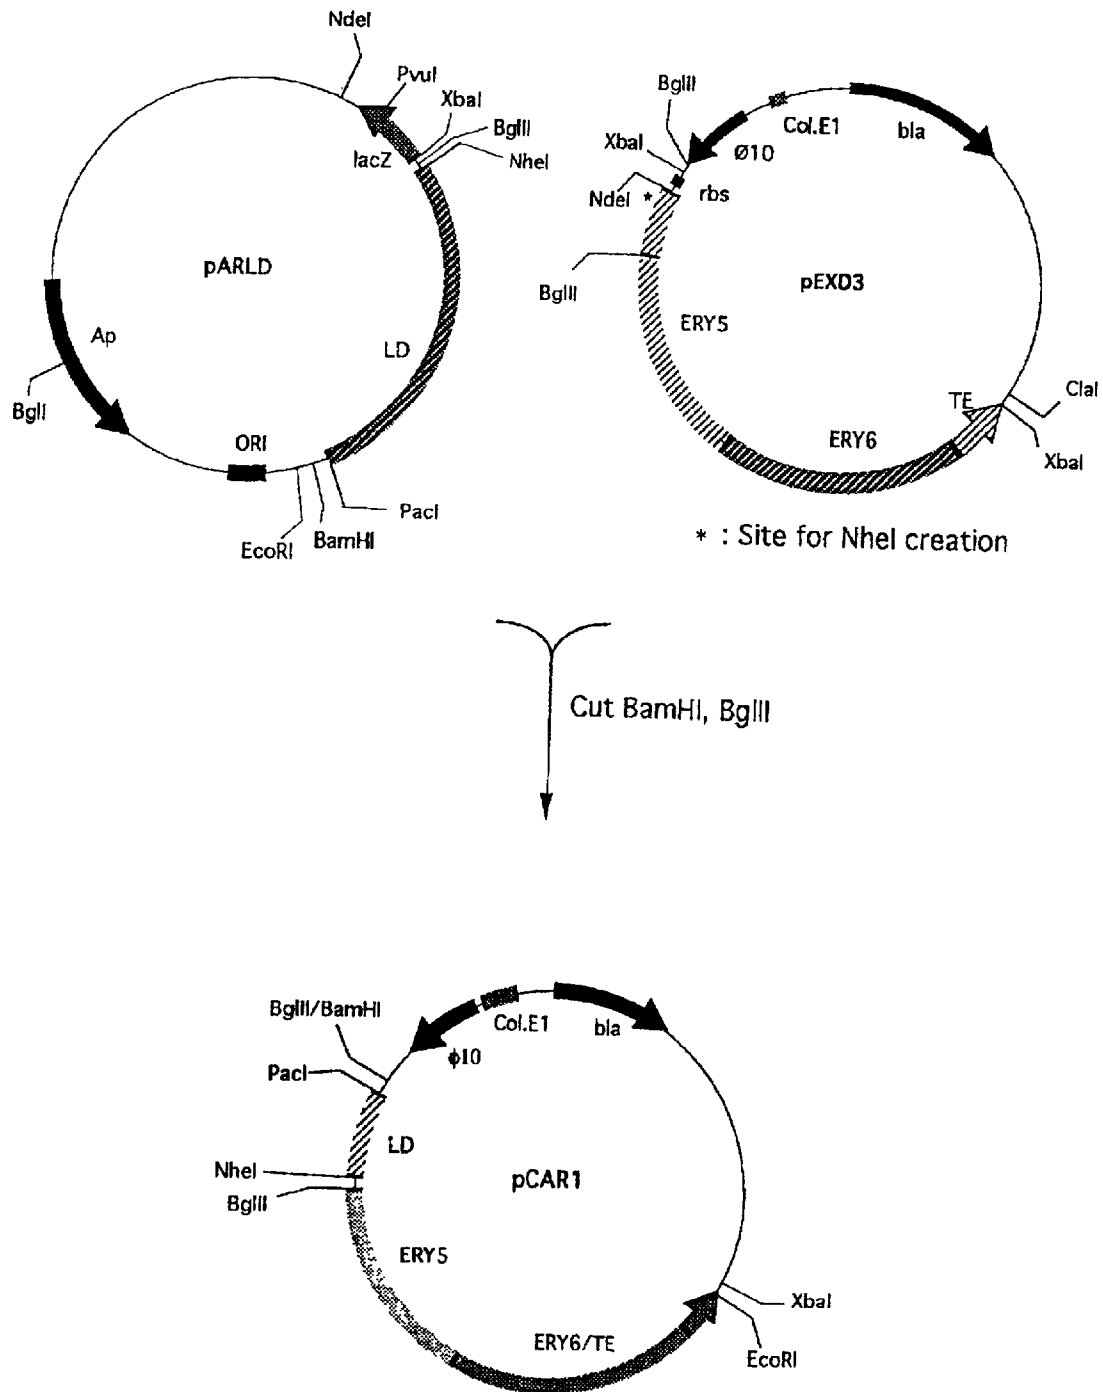 NdeI
PvuI
XbaI
BglII
NheI
lacZ
pARLD
Ap
LD
BglI
ORI
PacI
BamHI
EcoRI
BglII
Col.E1
bla
XbaI
Ø10
NdeI *
rbs
BglII
pEXD3
ERY5
TE
ClaI
ERY6
XbaI
* : Site for NheI creation
Cut BamHI, BglII
BglII/BamHI
Col.E1
bla
ϕ10
PacI
LD
NheI
pCAR1
BglII
ERY5
XbaI
ERY6/TE
EcoRI